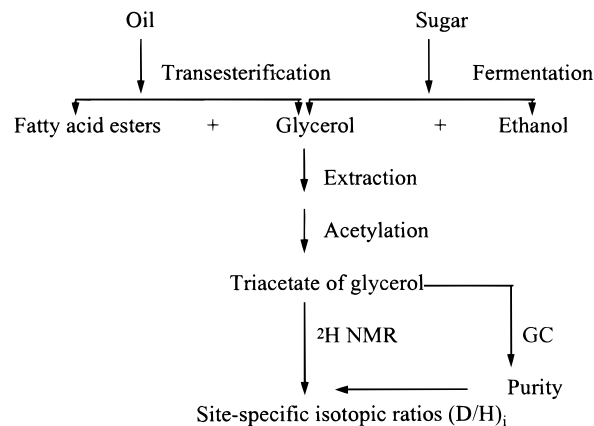 Oil Sugar
Transesterification Fermentation
Fatty acid esters + Glycerol + Ethanol
Extraction
Acetylation
Triacetate of glycerol
²H NMR GC
Purity
Site-specific isotopic ratios (D/H)ᵢ